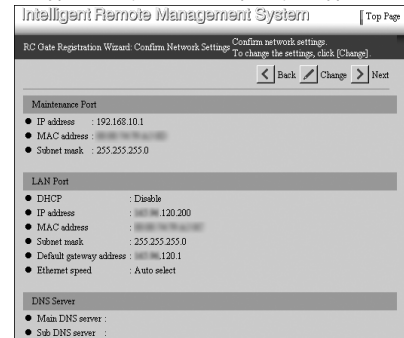 Intelligent Remote Management System
Top Page
RC Gate Registration Wizard: Confirm Network Settings
Confirm network settings.
To change the settings, click [Change].
Back Change Next
Maintenance Port
● IP address : 192.168.10.1
● MAC address :
● Subnet mask : 255.255.255.0
LAN Port
● DHCP : Disable
● IP address : .120.200
● MAC address :
● Subnet mask : 255.255.255.0
● Default gateway address : .120.1
● Ethernet speed : Auto select
DNS Server
● Main DNS server :
● Sub DNS server :